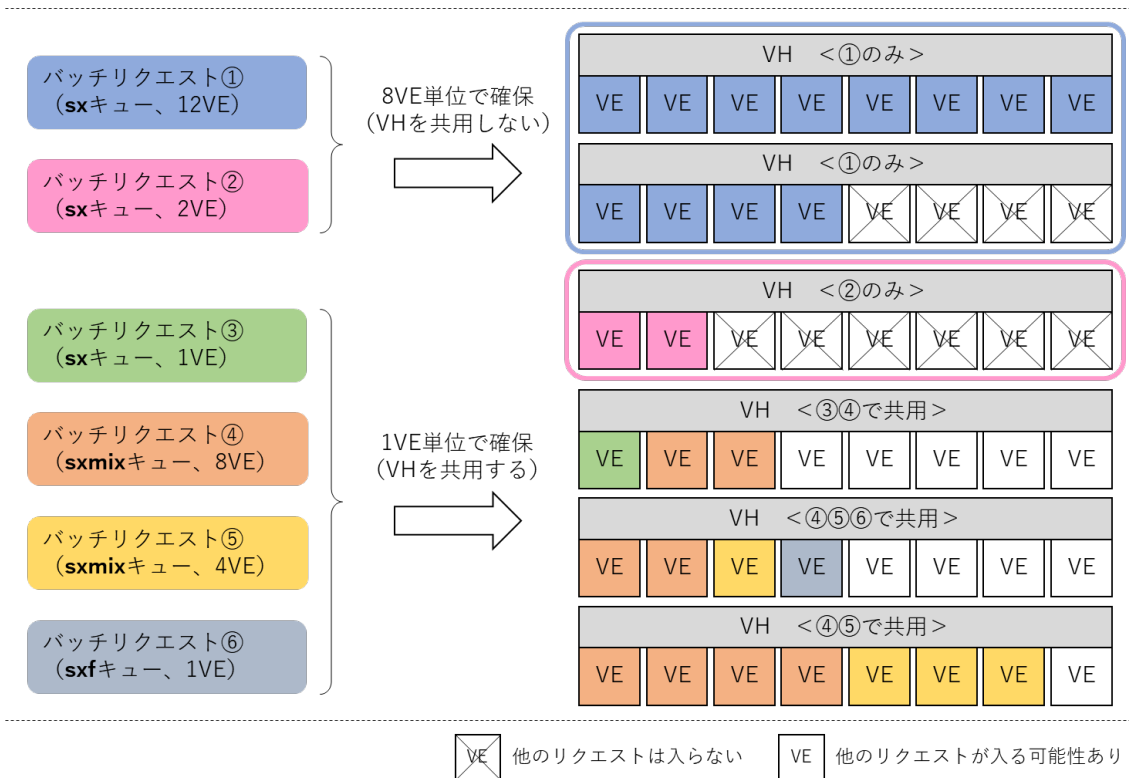 バッチリクエスト①
（sxキュー、12VE）
バッチリクエスト②
（sxキュー、2VE）
8VE単位で確保
（VHを共用しない）
VH ＜①のみ＞
VE VE VE VE VE VE VE VE
VH ＜①のみ＞
VE VE VE VE VE VE VE VE
VH ＜②のみ＞
VE VE VE VE VE VE VE VE
バッチリクエスト③
（sxキュー、1VE）
バッチリクエスト④
（sxmixキュー、8VE）
バッチリクエスト⑤
（sxmixキュー、4VE）
バッチリクエスト⑥
（sxfキュー、1VE）
1VE単位で確保
（VHを共用する）
VH ＜③④で共用＞
VE VE VE VE VE VE VE VE
VH ＜④⑤⑥で共用＞
VE VE VE VE VE VE VE VE
VH ＜④⑤で共用＞
VE VE VE VE VE VE VE VE
VE 他のリクエストは入らない
VE 他のリクエストが入る可能性あり